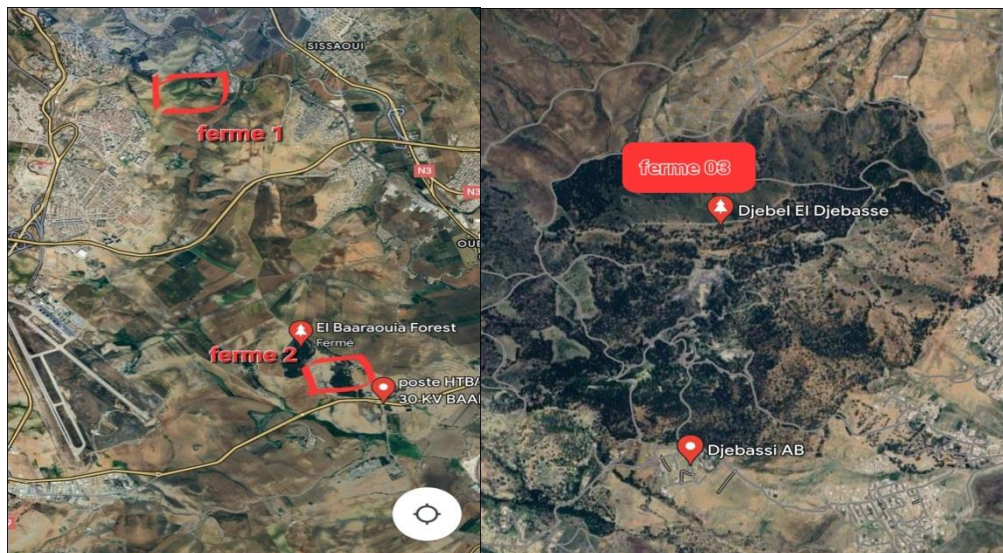 SISSAOUI
ferme 1
N3
N3
OUE
El Baaraouia Forest
Fermé
ferme 2
poste HTB/
30-KV BAAI
ferme 03
Djebel El Djebasse
Djebassi AB